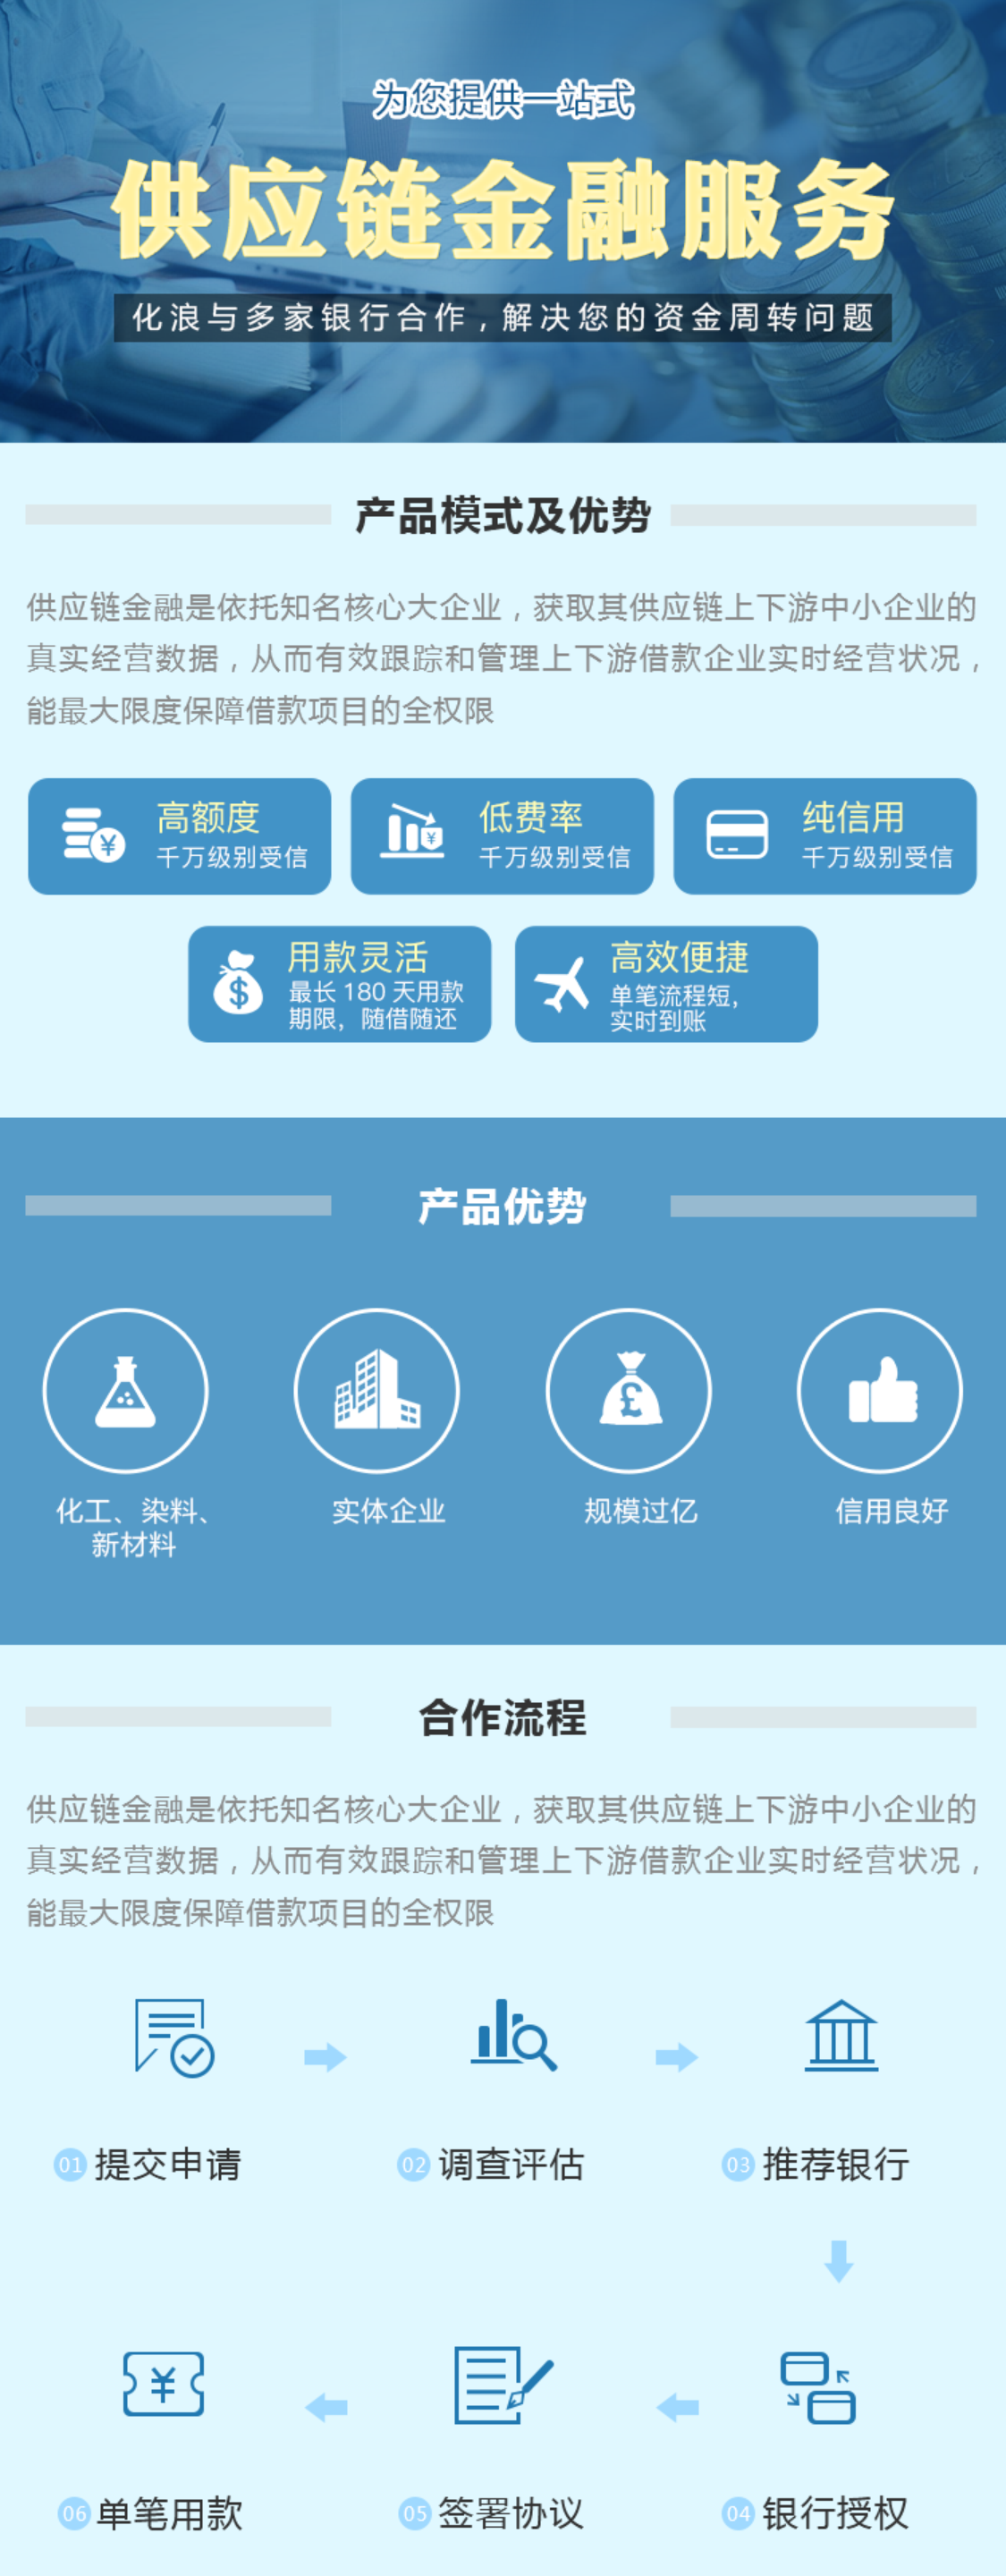 为您提供一站式
供应链金融服务
化浪与多家银行合作，解决您的资金周转问题
产品模式及优势
供应链金融是依托知名核心大企业，获取其供应链上下游中小企业的
真实经营数据，从而有效跟踪和管理上下游借款企业实时经营状况，
能最大限度保障借款项目的全权限
高额度
千万级别受信
¥
低费率
千万级别受信
¥
纯信用
千万级别受信
用款灵活
最长 180 天用款
期限，随借随还
$
高效便捷
单笔流程短，
实时到账
产品优势
£
化工、染料、
新材料
实体企业
规模过亿
信用良好
合作流程
供应链金融是依托知名核心大企业，获取其供应链上下游中小企业的
真实经营数据，从而有效跟踪和管理上下游借款企业实时经营状况，
能最大限度保障借款项目的全权限
01 提交申请
02 调查评估
03 推荐银行
¥
06 单笔用款
05 签署协议
04 银行授权